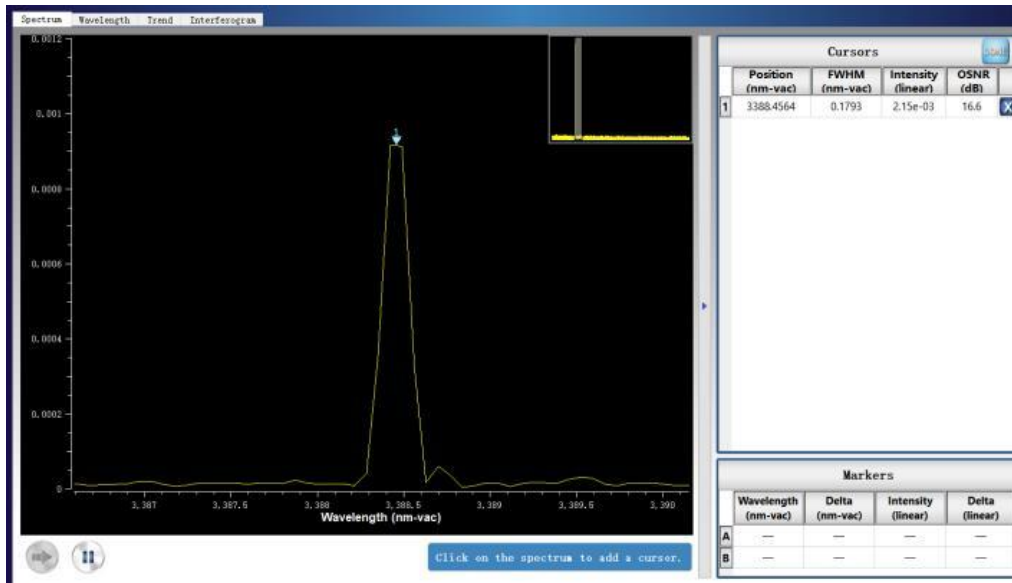 Spectrum Wavelength Trend Interferogram
0.0012
0.001
0.0008
0.0006
0.0004
0.0002
0
1
3,387 3,387.5 3,388 3,388.5 3,389 3,389.5 3,390
Wavelength (nm-vac)
Click on the spectrum to add a cursor.
Cursors
Position (nm-vac) FWHM (nm-vac) Intensity (linear) OSNR (dB)
1 3388.4564 0.1793 2.15e-03 16.6 X
Markers
Wavelength (nm-vac) Delta (nm-vac) Intensity (linear) Delta (linear)
A — — — —
B — — — —